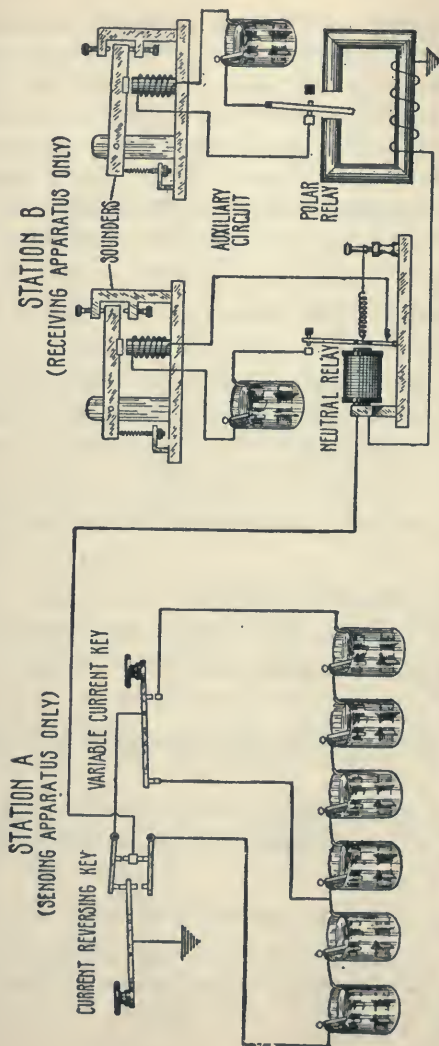 STATION A
(SENDING APPARATUS ONLY)
CURRENT REVERSING KEY
VARIABLE CURRENT KEY
STATION B
(RECEIVING APPARATUS ONLY)
SOUNDERS
AUXILIARY
CIRCUIT
NEUTRAL RELAY
POLAR
RELAY